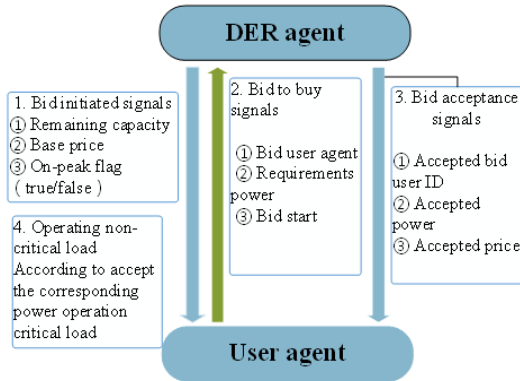 DER agent
1. Bid initiated signals
① Remaining capacity
② Base price
③ On-peak flag
( true/false )
2. Bid to buy
signals
① Bid user agent
② Requirements
power
③ Bid start
3. Bid acceptance
signals
① Accepted bid
user ID
② Accepted
power
③ Accepted price
4. Operating non-
critical load
According to accept
the corresponding
power operation
critical load
User agent